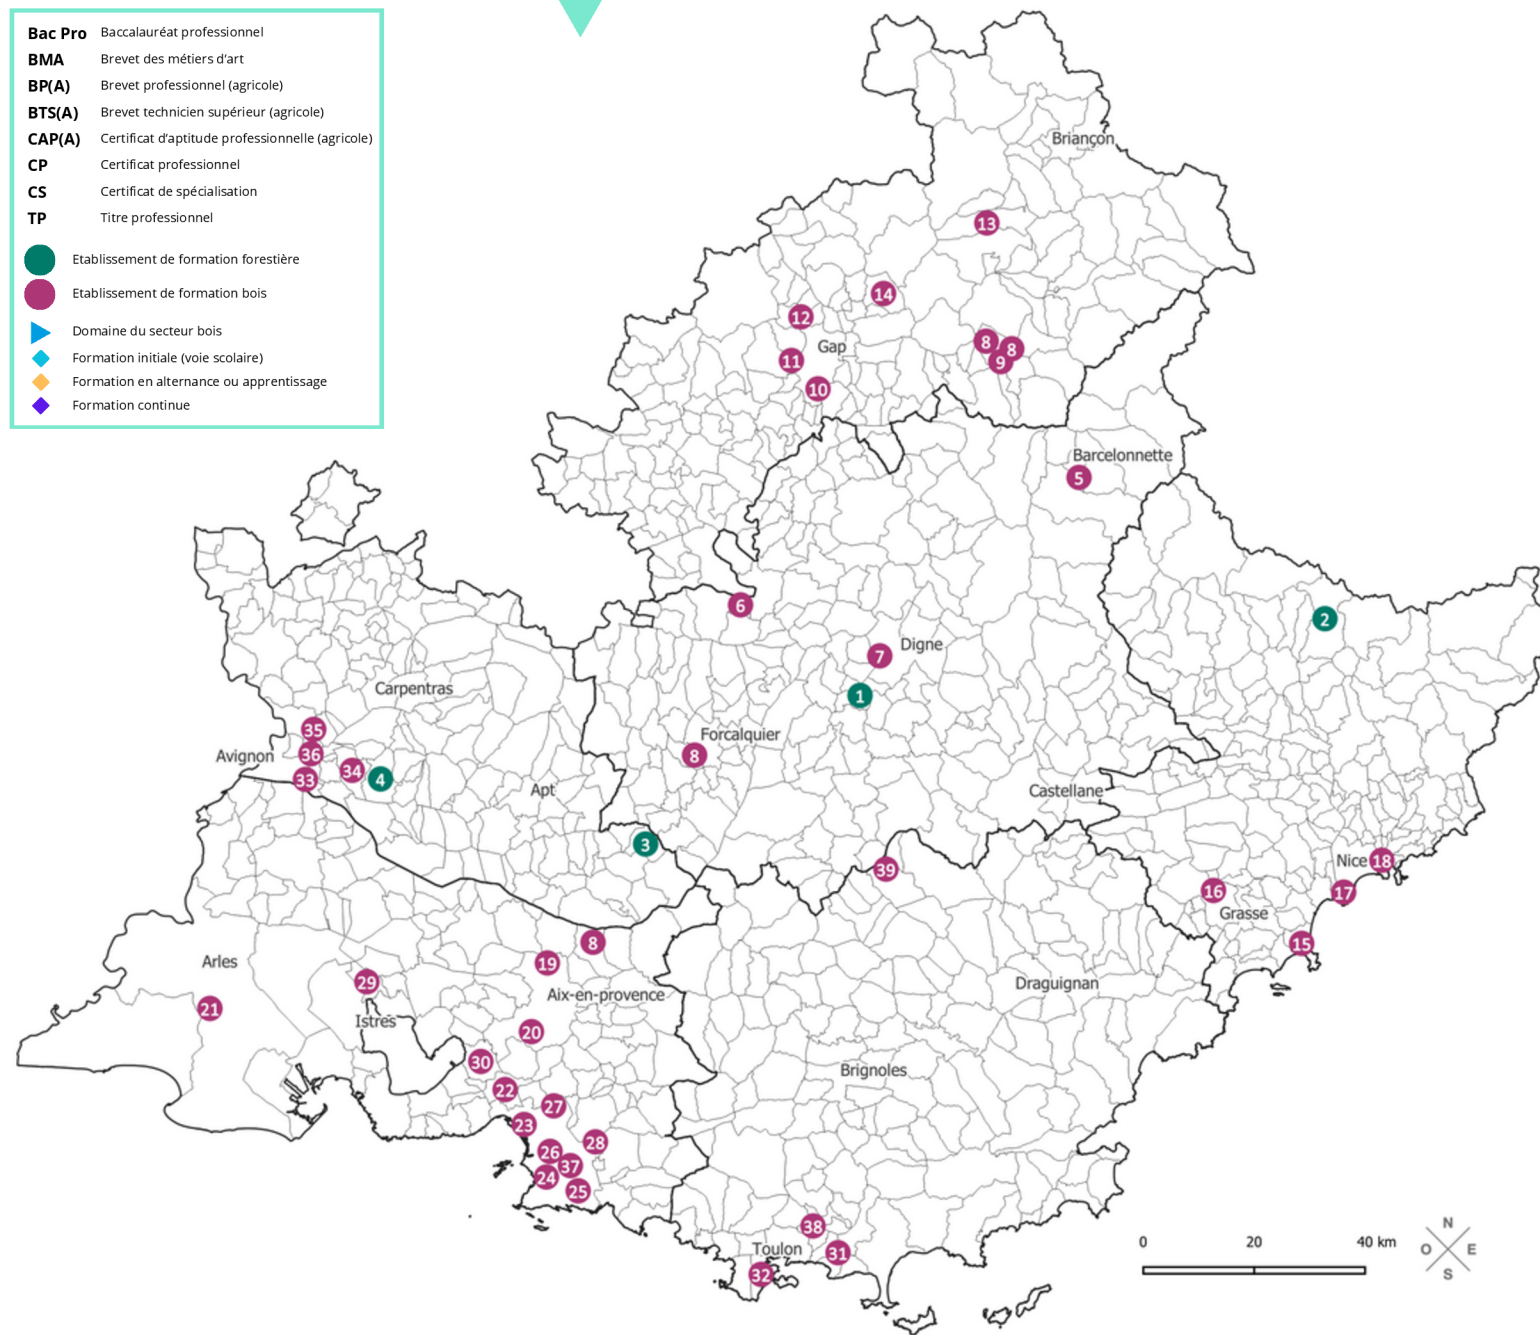 Bac Pro Baccalauréat professionnel
BMA Brevet des métiers d'art
BP(A) Brevet professionnel (agricole)
BTS(A) Brevet technicien supérieur (agricole)
CAP(A) Certificat d'aptitude professionnelle (agricole)
CP Certificat professionnel
CS Certificat de spécialisation
TP Titre professionnel
Etablissement de formation forestière
Etablissement de formation bois
Domaine du secteur bois
Formation initiale (voie scolaire)
Formation en alternance ou apprentissage
Formation continue
Briançon
13
14
12
Gap
8
8
9
11
10
Barcelonnette
5
6
2
Digne
7
1
Carpentras
35
36
Avignon
33
34
4
Forcalquier
8
Apt
Castellane
3
39
Nice
18
16
17
Grasse
15
8
19
Arles
29
Aix-en-provence
Draguignan
21
Istres
20
30
Brignoles
22
27
23
28
26
37
24
25
38
Toulon
31
32
0 20 40 km
N
O E
S